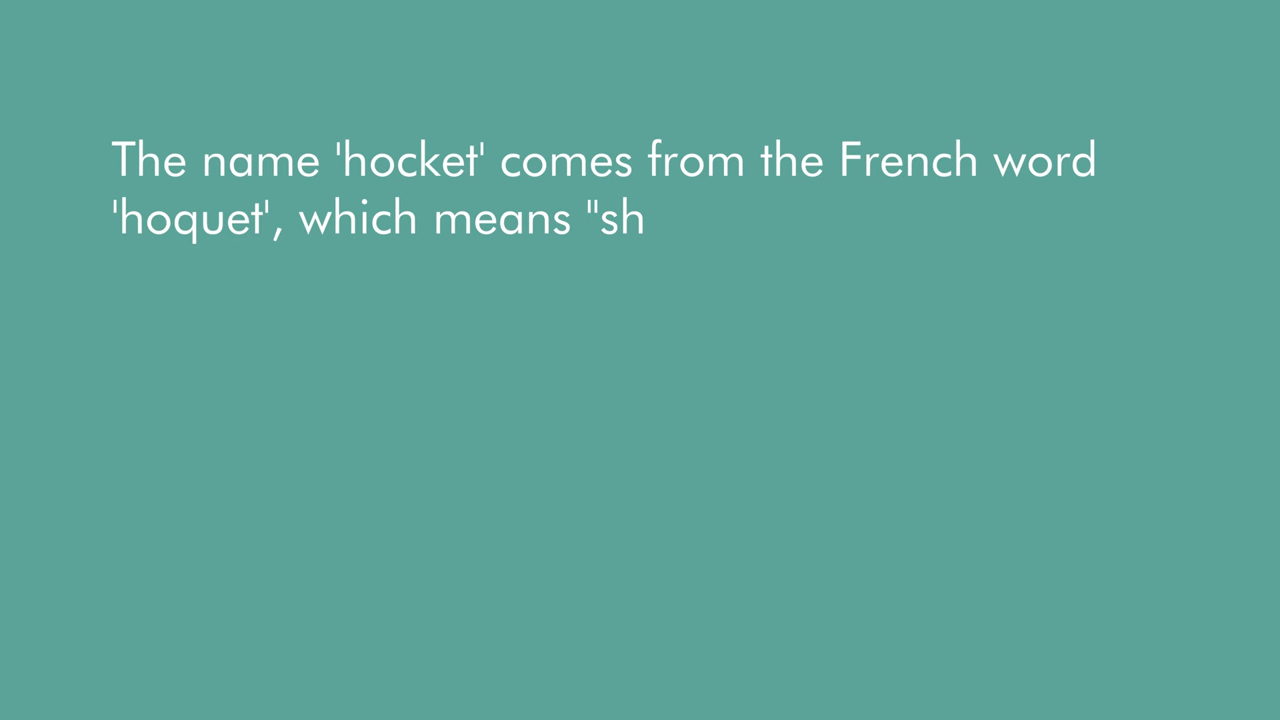 The name 'hocket' comes from the French word
'hoquet', which means "sh